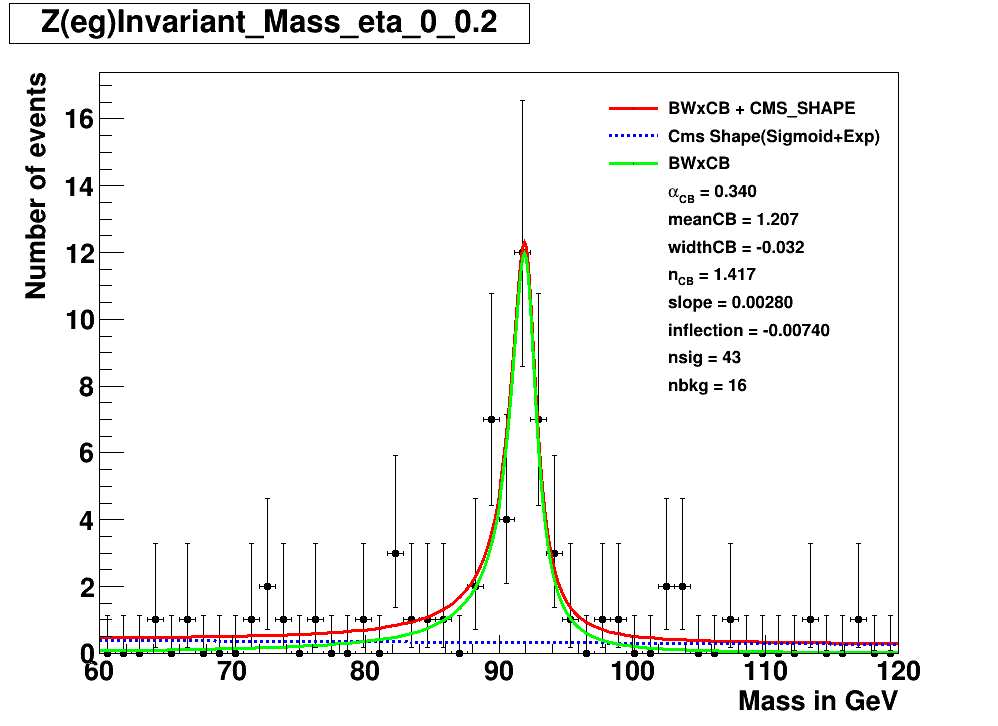 Z(eg)Invariant_Mass_eta_0_0.2
Number of events
16
14
12
10
8
6
4
2
0
BWxCB + CMS_SHAPE
Cms Shape(Sigmoid+Exp)
BWxCB
αCB = 0.340
meanCB = 1.207
widthCB = -0.032
nCB = 1.417
slope = 0.00280
inflection = -0.00740
nsig = 43
nbkg = 16
60 70 80 90 100 110 120
Mass in GeV